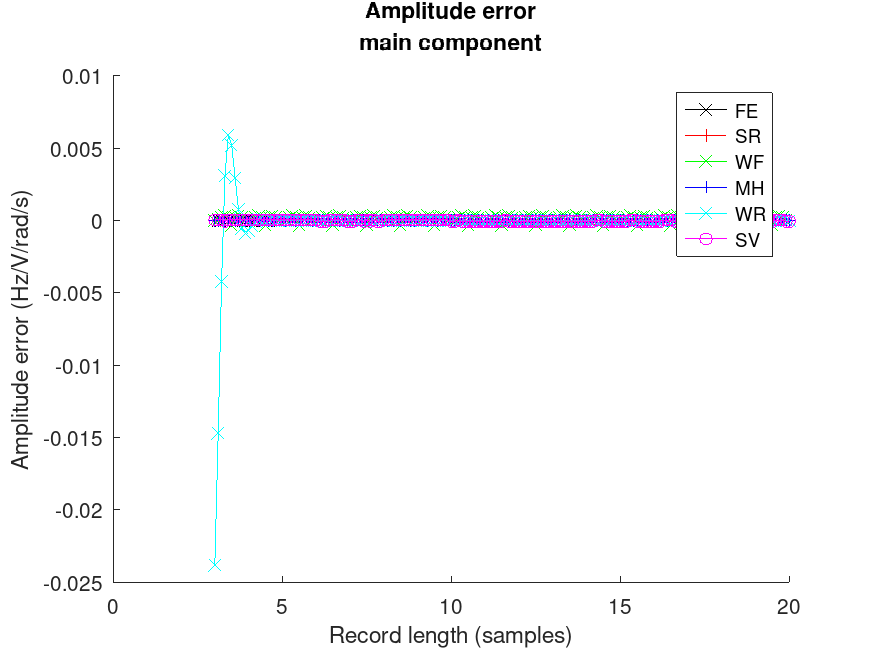 Amplitude error
main component
0.01
0.005
0
-0.005
-0.01
-0.015
-0.02
-0.025
Amplitude error (Hz/V/rad/s)
0
5
10
15
20
Record length (samples)
FE
SR
WF
MH
WR
SV